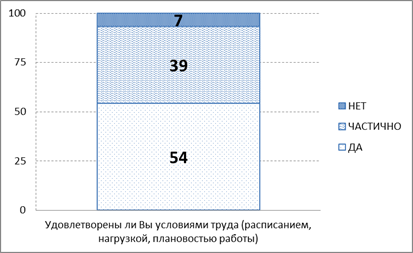 100
75
50
25
0
7
39
54
НЕТ
ЧАСТИЧНО
ДА
Удовлетворены ли Вы условиями труда (расписанием,
нагрузкой, плановостью работы)